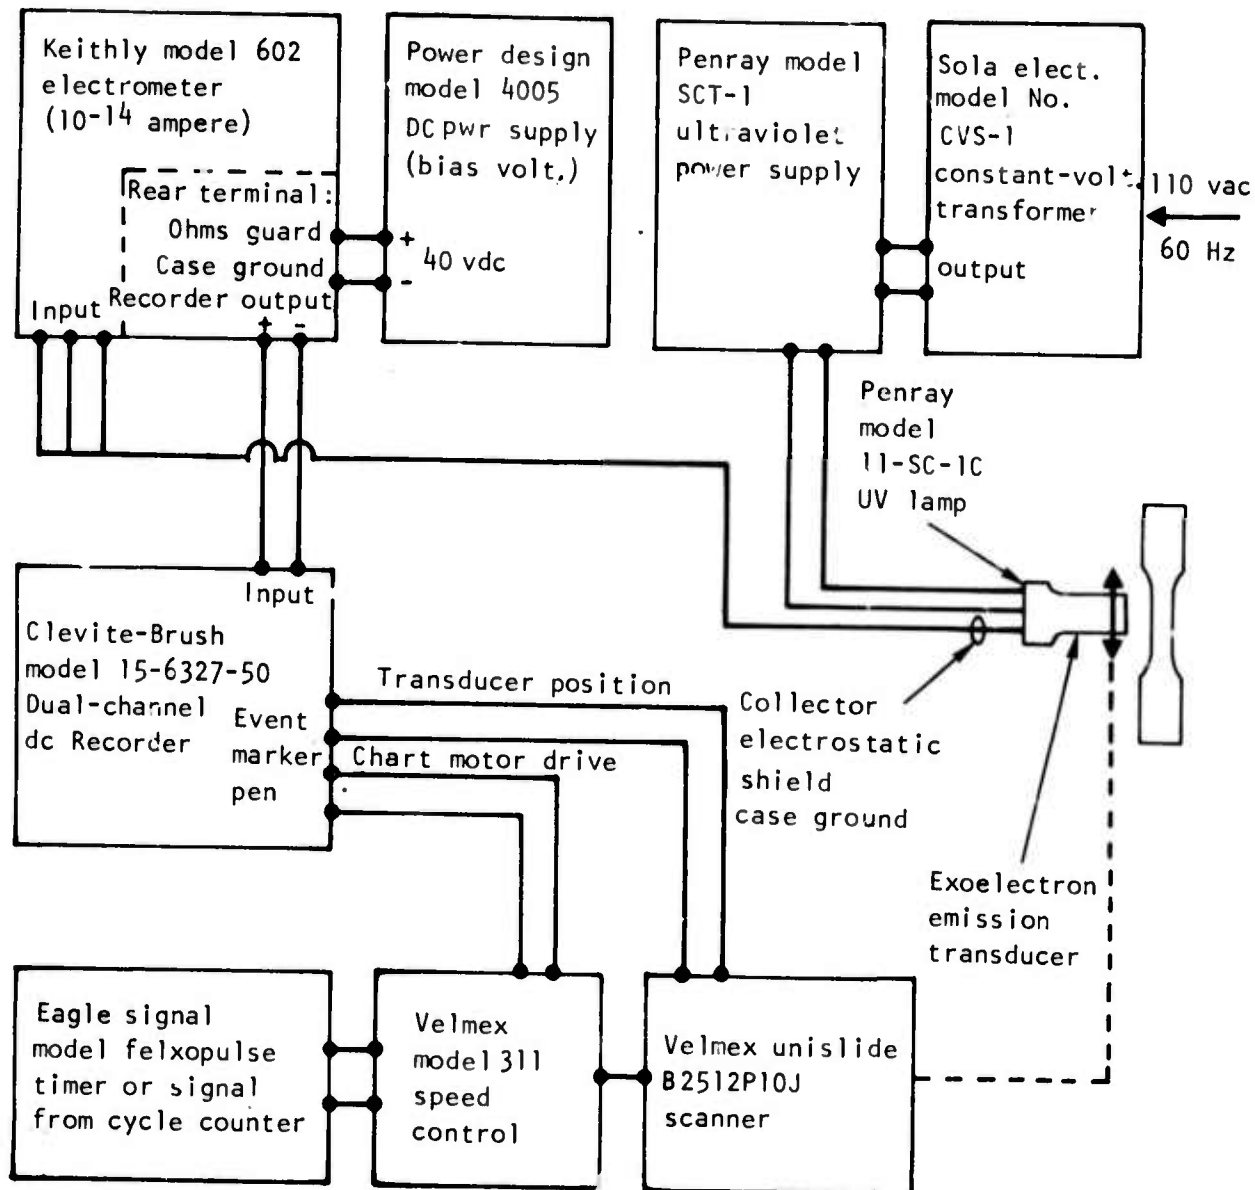 Keithly model 602
electrometer
(10-14 ampere)
Rear terminal:
Ohms guard
Case ground
Recorder output
+ -
Input
Power design
model 4005
DC pwr supply
(bias volt.)
+
40 vdc
-
Penray model
SCT-1
ultraviolet
power supply
Sola elect.
model No.
CVS-1
constant-volt.
transformer
output
110 vac
60 Hz
Penray
model
11-SC-1C
UV lamp
Input
Clevite-Brush
model 15-6327-50
Dual-channel
dc Recorder
Event
marker
pen
Transducer position
Chart motor drive
Collector
electrostatic
shield
case ground
Exoelectron
emission
transducer
Eagle signal
model felxopulse
timer or signal
from cycle counter
Velmex
model 311
speed
control
Velmex unislide
B2512P10J
scanner